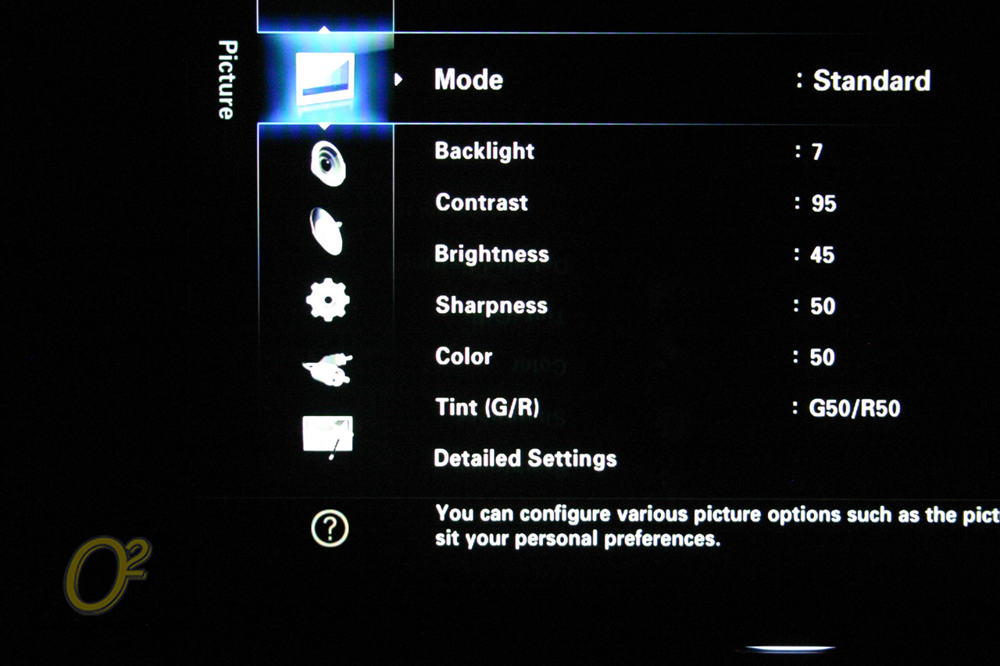 Picture
Mode : Standard
Backlight : 7
Contrast : 95
Brightness : 45
Sharpness : 50
Color : 50
Tint (G/R) : G50/R50
Detailed Settings
? You can configure various picture options such as the pict
sit your personal preferences.
O²